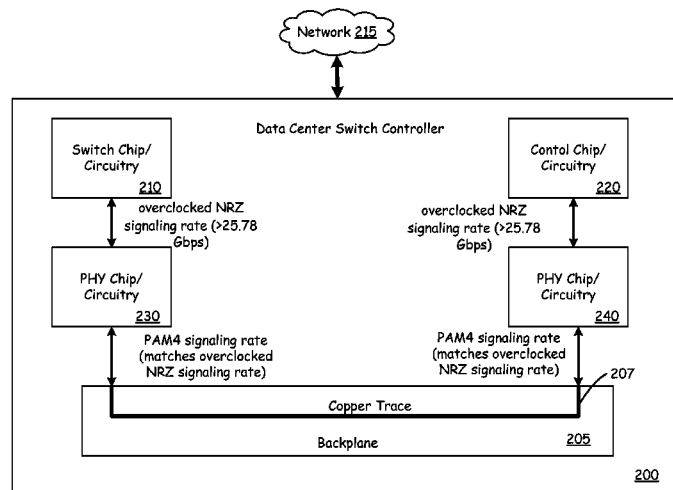 Network 215
Data Center Switch Controller
Switch Chip/
Circuitry
210
Contol Chip/
Circuitry
220
overclocked NRZ
signaling rate (>25.78
Gbps)
overclocked NRZ
signaling rate (>25.78
Gbps)
PHY Chip/
Circuitry
230
PHY Chip/
Circuitry
240
PAM4 signaling rate
(matches overclocked
NRZ signaling rate)
PAM4 signaling rate
(matches overclocked
NRZ signaling rate)
207
Copper Trace
Backplane
205
200